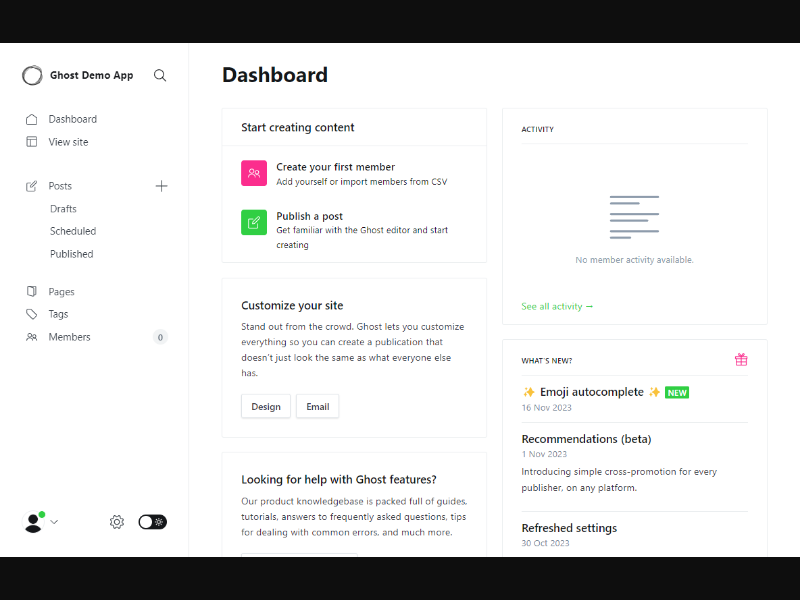 Ghost Demo App
Dashboard
View site
Posts
Drafts
Scheduled
Published
Pages
Tags
Members
0
Dashboard
Start creating content
Create your first member
Add yourself or import members from CSV
Publish a post
Get familiar with the Ghost editor and start
creating
Customize your site
Stand out from the crowd. Ghost lets you customize
everything so you can create a publication that
doesn't just look the same as what everyone else
has.
Design
Email
Looking for help with Ghost features?
Our product knowledgebase is packed full of guides,
tutorials, answers to frequently asked questions, tips
for dealing with common errors, and much more.
ACTIVITY
No member activity available.
See all activity →
WHAT'S NEW?
✨ Emoji autocomplete ✨ NEW
16 Nov 2023
Recommendations (beta)
1 Nov 2023
Introducing simple cross-promotion for every
publisher, on any platform.
Refreshed settings
30 Oct 2023